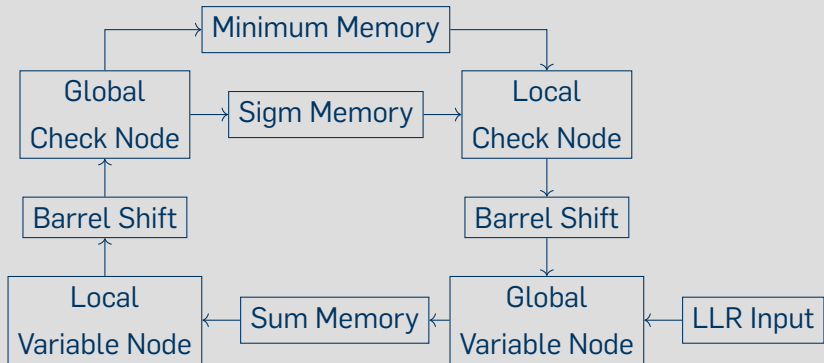 Minimum Memory
Global
Check Node
Sigm Memory
Local
Check Node
Barrel Shift
Barrel Shift
Local
Variable Node
Sum Memory
Global
Variable Node
LLR Input